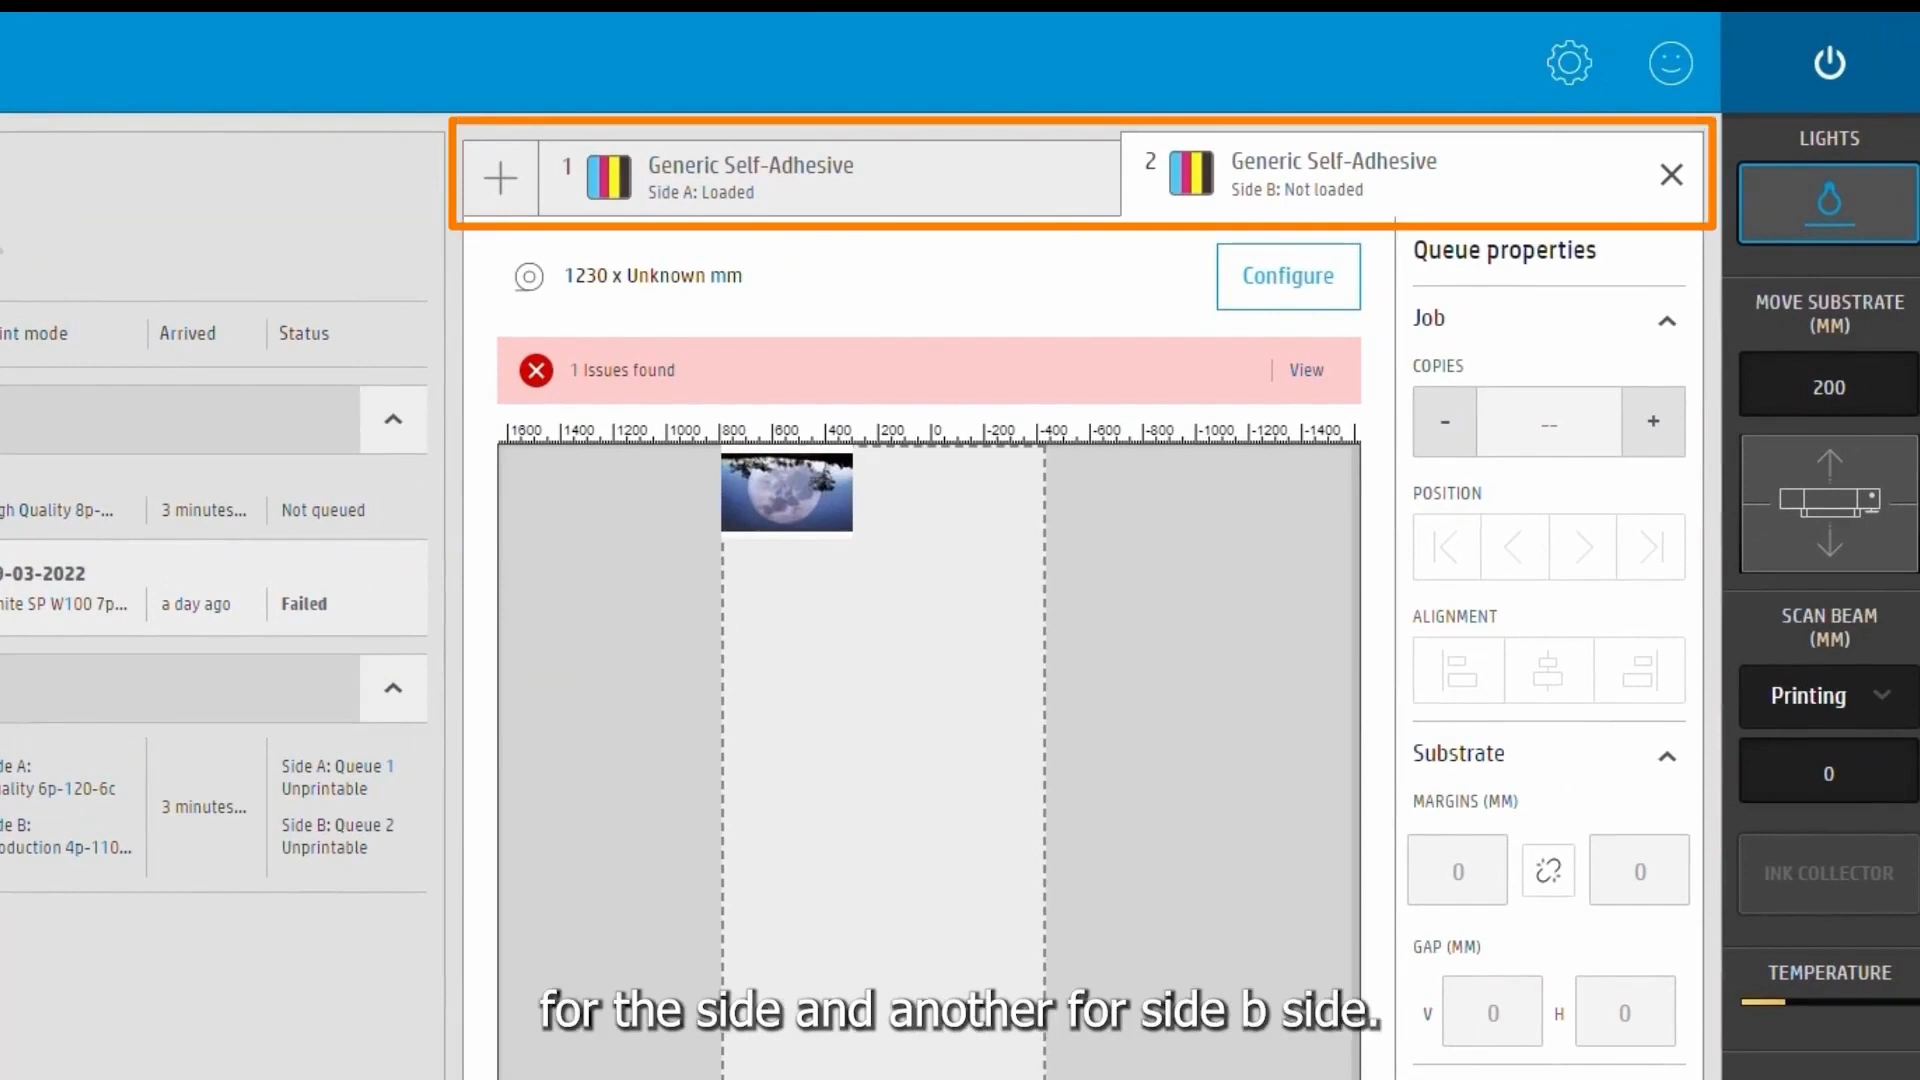 1
Generic Self-Adhesive
Side A: Loaded
2
Generic Self-Adhesive
Side B: Not loaded
LIGHTS
1230 x Unknown mm
Configure
Queue properties
MOVE SUBSTRATE
(MM)
200
int mode
Arrived
Status
1 Issues found
View
Job
COPIES
- -- +
1600 1400 1200 1000 800 600 400 200 0 -200 -400 -600 -800 -1000 -1200 -1400
POSITION
gh Quality 8p-...
3 minutes...
Not queued
9-03-2022
nite SP W100 7p...
a day ago
Failed
ALIGNMENT
SCAN BEAM
(MM)
Printing
0
Substrate
MARGINS (MM)
0
0
de A:
ality 6p-120-6c
de B:
oduction 4p-110...
3 minutes...
Side A: Queue 1
Unprintable
Side B: Queue 2
Unprintable
INK COLLECTOR
GAP (MM)
V 0 H 0
TEMPERATURE
for the side and another for side b side.